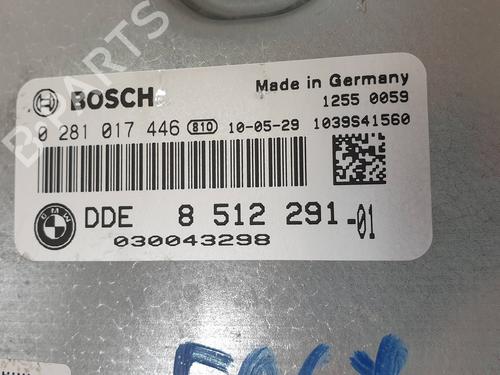 B-PARTS
BOSCH
Made in Germany
1255 0059
0 281 017 446 810 10-05-29 1039S41560
BMW
DDE 8 512 291-01
030043298